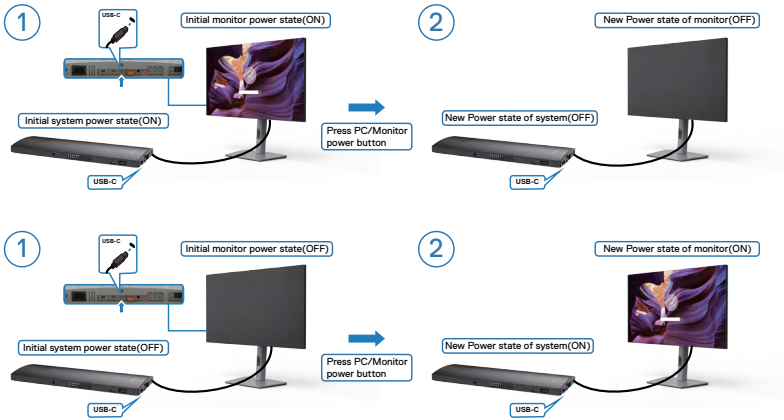 1
USB-C
Initial monitor power state(ON)
Initial system power state(ON)
USB-C
Press PC/Monitor
power button
2
New Power state of monitor(OFF)
New Power state of system(OFF)
USB-C
1
USB-C
Initial monitor power state(OFF)
Initial system power state(OFF)
USB-C
Press PC/Monitor
power button
2
New Power state of monitor(ON)
New Power state of system(ON)
USB-C